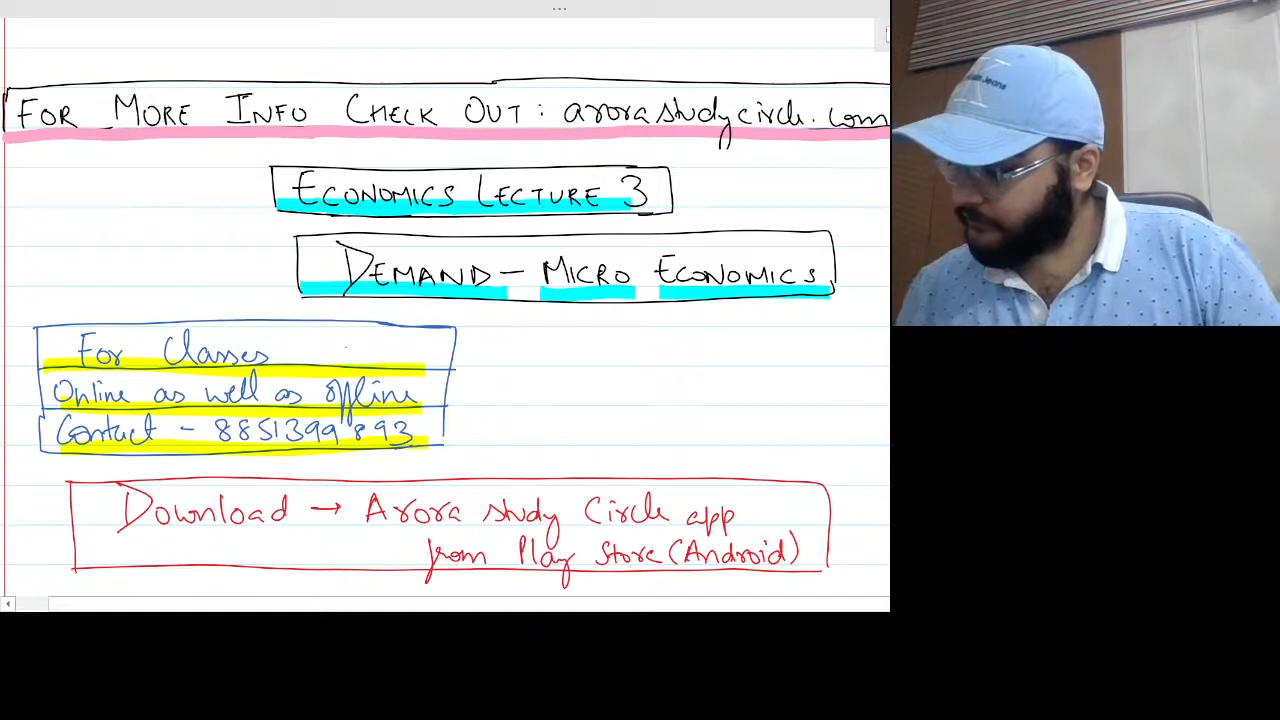 FOR MORE INFO CHECK OUT: arorastudycircle.com
ECONOMICS LECTURE 3
DEMAND - MICRO ECONOMICS
For Classes
Online as well as offline
Contact - 8851399893
Download → Arora study Circle app
from Play Store (Android)